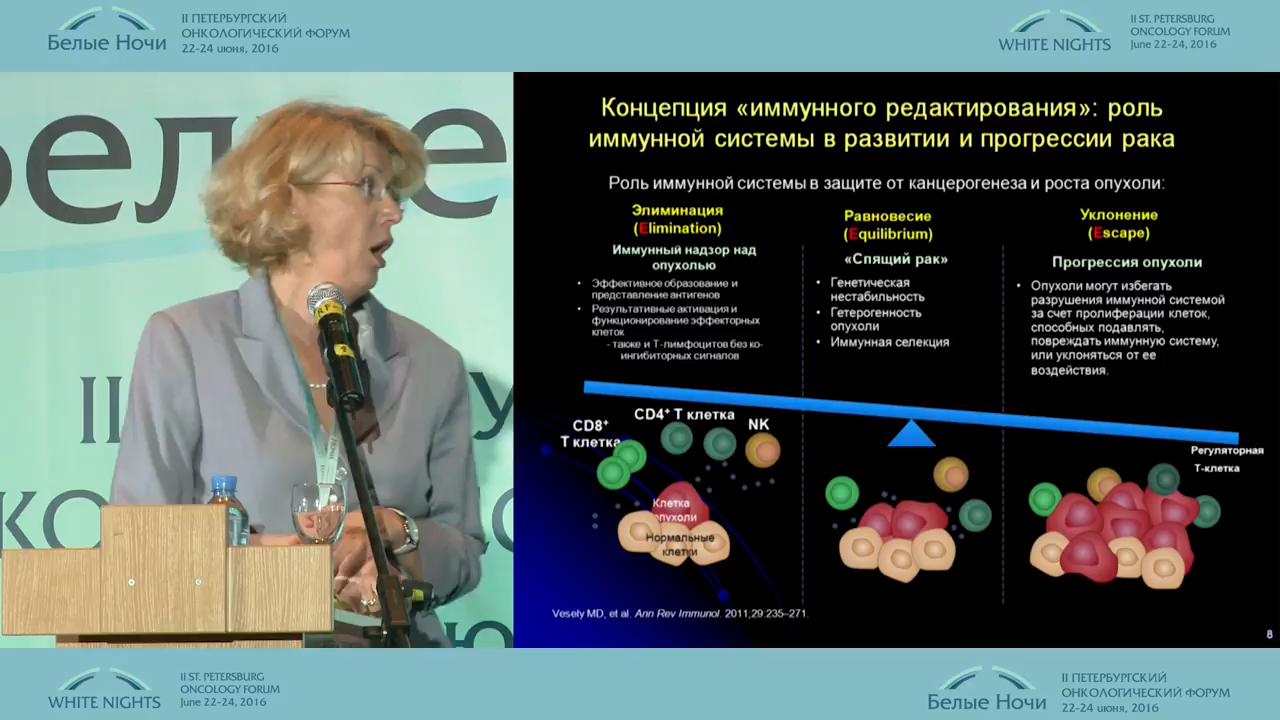 II ПЕТЕРБУРГСКИЙ
ОНКОЛОГИЧЕСКИЙ ФОРУМ
Белые Ночи
22-24 июня, 2016
II ST. PETERSBURG
ONCOLOGY FORUM
WHITE NIGHTS
June 22-24, 2016
Концепция «иммунного редактирования»: роль
иммунной системы в развитии и прогрессии рака
Роль иммунной системы в защите от канцерогенеза и роста опухоли:
Элиминация
(Elimination)
Иммунный надзор над
опухолью
• Эффективное образование и
представление антигенов
• Результативные активация и
функционирование эффекторных
клеток
- также и Т-лимфоцитов без ко-
ингибиторных сигналов
Равновесие
(Equilibrium)
«Спящий рак»
• Генетическая
нестабильность
• Гетерогенность
опухоли
• Иммунная селекция
Уклонение
(Escape)
Прогрессия опухоли
• Опухоли могут избегать
разрушения иммунной системой
за счет пролиферации клеток,
способных подавлять,
повреждать иммунную систему,
или уклоняться от ее
воздействия.
CD8+
Т клетка
CD4+ Т клетка
NK
Клетка
опухоли
Нормальные
клетки
Регуляторная
Т-клетка
Vesely MD, et al. Ann Rev Immunol. 2011;29:235–271.
8
II ST. PETERSBURG
ONCOLOGY FORUM
WHITE NIGHTS
June 22-24, 2016
II ПЕТЕРБУРГСКИЙ
ОНКОЛОГИЧЕСКИЙ ФОРУМ
Белые Ночи
22-24 июня, 2016